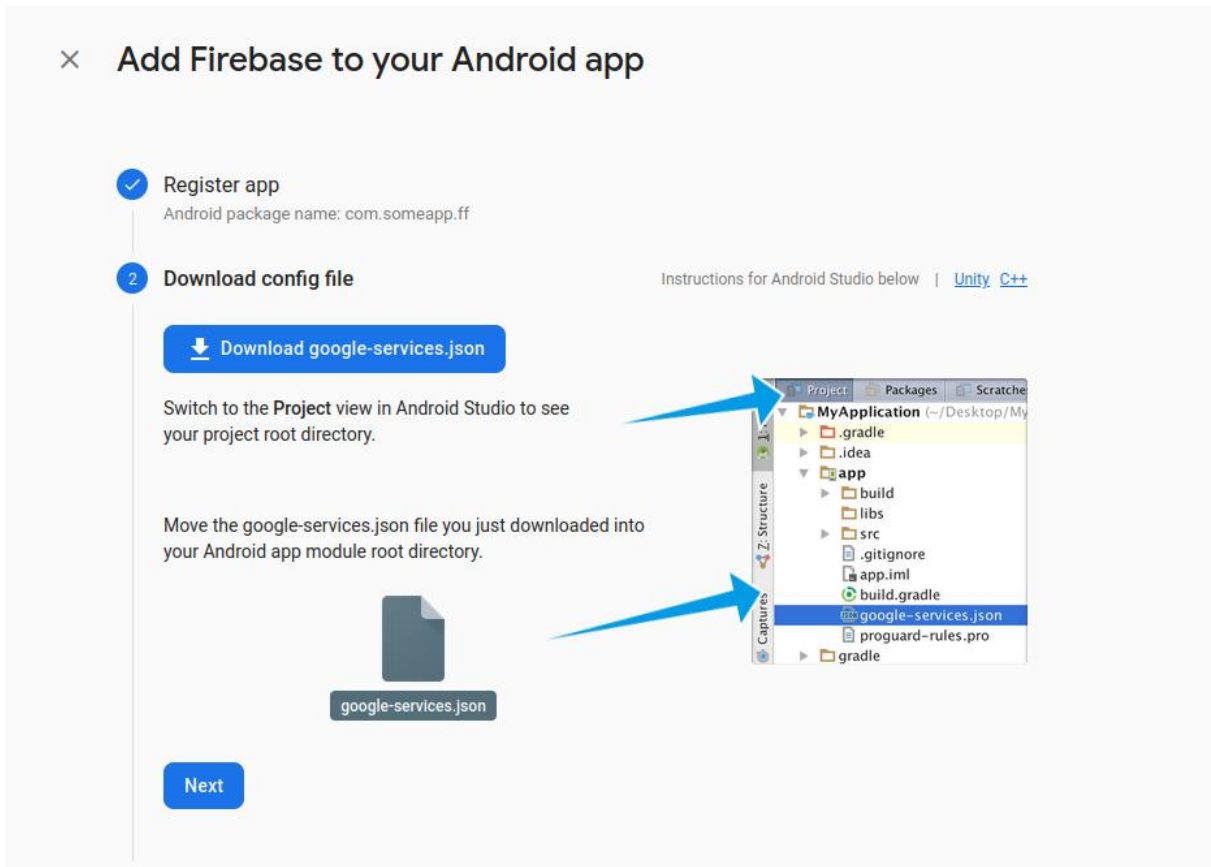 Add Firebase to your Android app
Register app
Android package name: com.someapp.ff
2 Download config file
Instructions for Android Studio below | Unity C++
Download google-services.json
Switch to the Project view in Android Studio to see
your project root directory.
Move the google-services.json file you just downloaded into
your Android app module root directory.
google-services.json
Project Packages Scratche
MyApplication (~/Desktop/My
.gradle
.idea
app
build
libs
src
.gitignore
app.iml
build.gradle
google-services.json
proguard-rules.pro
gradle
Z: Structure
Captures
Next